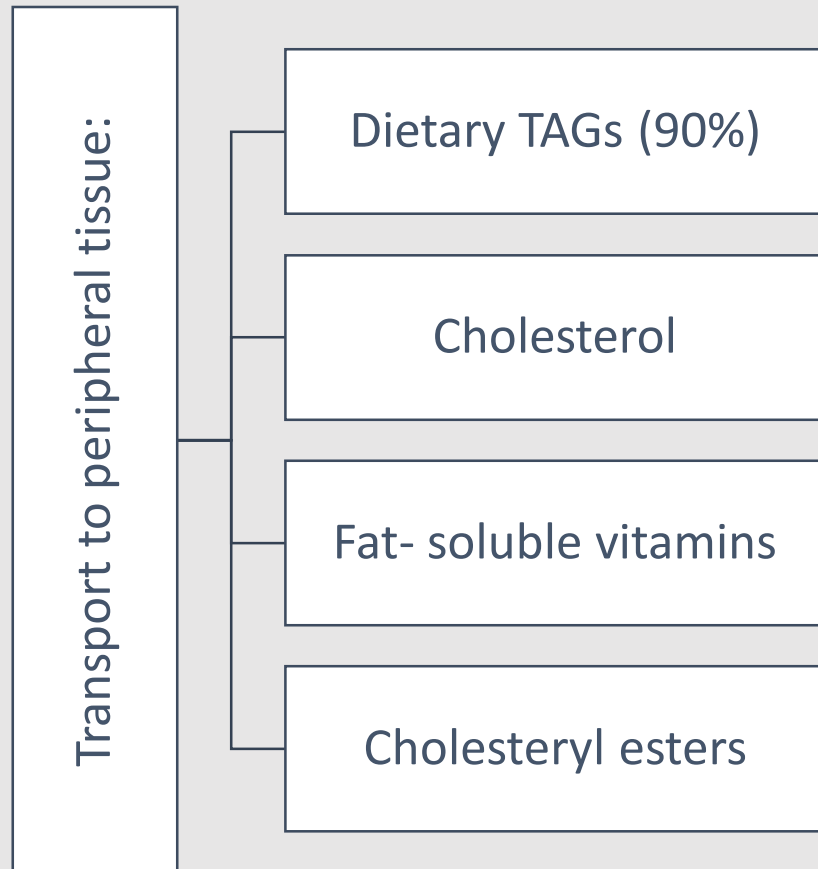 Transport to peripheral tissue:
Dietary TAGs (90%)
Cholesterol
Fat- soluble vitamins
Cholesteryl esters